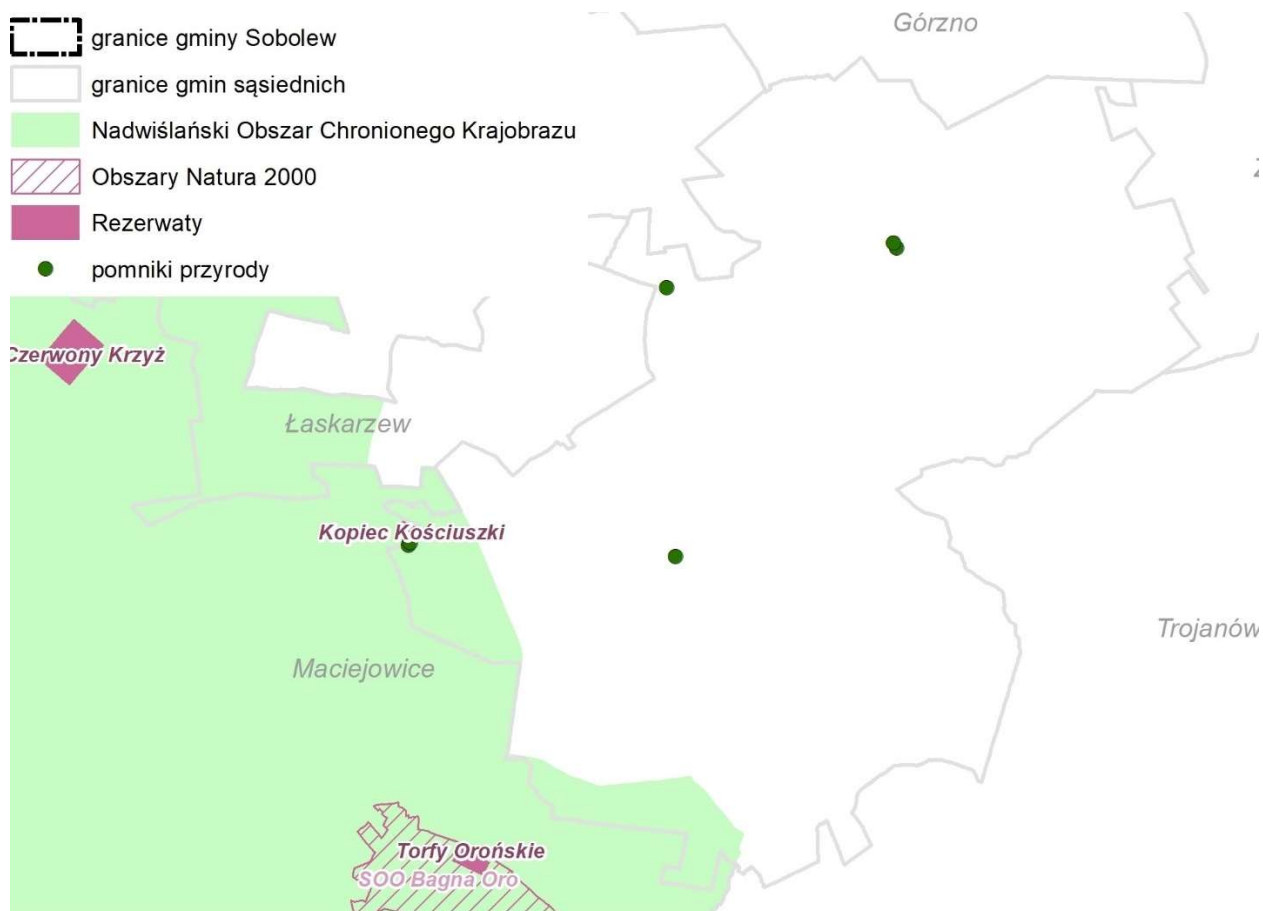 granice gminy Sobolew
granice gmin sąsiednich
Nadwiślański Obszar Chronionego Krajobrazu
Obszary Natura 2000
Rezerwaty
pomniki przyrody
Górzno
Czerwony Krzyż
Łaskarzew
Kopiec Kościuszki
Trojanów
Maciejowice
Torfy Orońskie
SOO Bagna Oro